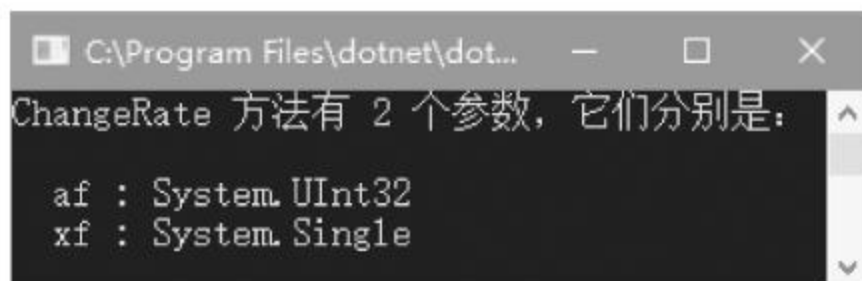 C:\Program Files\dotnet\dot...
ChangeRate 方法有 2 个参数，它们分别是：
af : System.UInt32
xf : System.Single